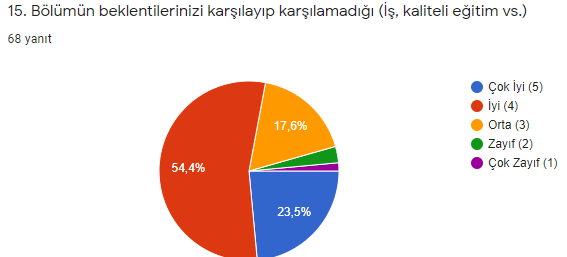 15. Bölümün beklentilerinizi karşılayıp karşılamadığı (İş, kaliteli eğitim vs.)
68 yanıt
Çok İyi (5)
İyi (4)
Orta (3)
Zayıf (2)
Çok Zayıf (1)
17,6%
54,4%
23,5%